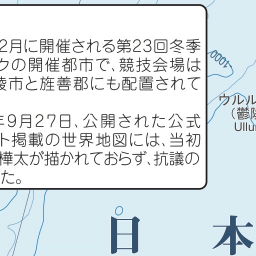 2月に開催される第23回冬季
クの開催都市で、競技会場は
陵市と旌善郡にも配置されて
年9月27日、公開された公式
ト掲載の世界地図には、当初
樺太が描かれておらず、抗議の
た。
1000
ウルル
（鬱陵
Ullu
日本